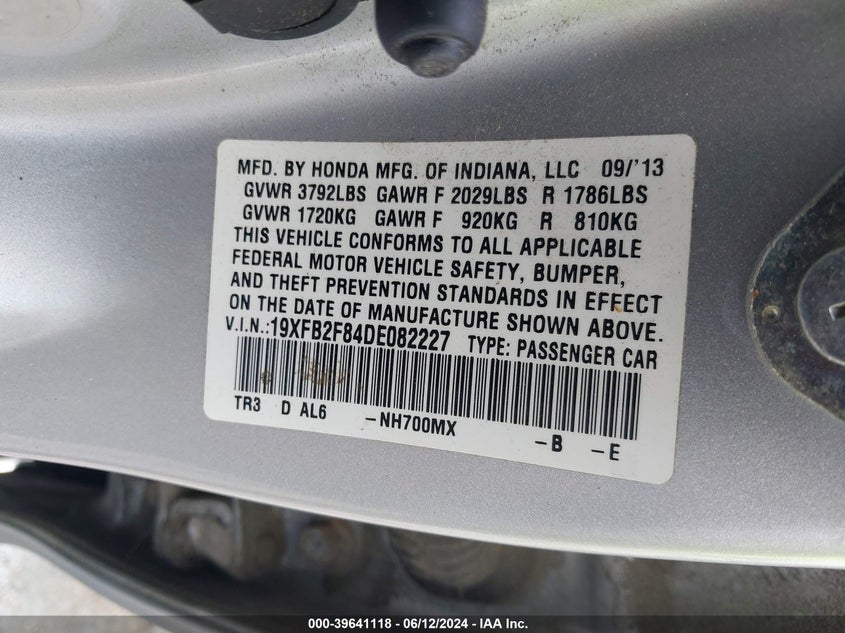 MFD. BY HONDA MFG. OF INDIANA, LLC 09/'13
GVWR 3792LBS GAWR F 2029LBS R 1786LBS
GVWR 1720KG GAWR F 920KG R 810KG
THIS VEHICLE CONFORMS TO ALL APPLICABLE
FEDERAL MOTOR VEHICLE SAFETY, BUMPER,
AND THEFT PREVENTION STANDARDS IN EFFECT
ON THE DATE OF MANUFACTURE SHOWN ABOVE.
V.I.N.:19XFB2F84DE082227 TYPE: PASSENGER CAR
TR3 D AL6 -NH700MX -B -E
000-39641118 - 06/12/2024 - IAA Inc.